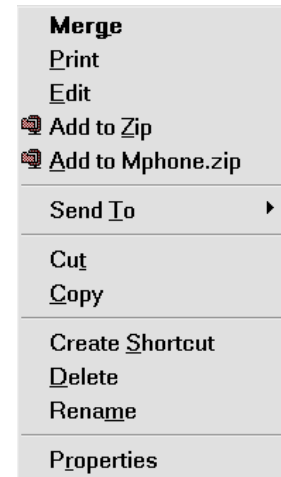 Merge
Print
Edit
Add to Zip
Add to Mphone.zip
Send To
Cut
Copy
Create Shortcut
Delete
Rename
Properties